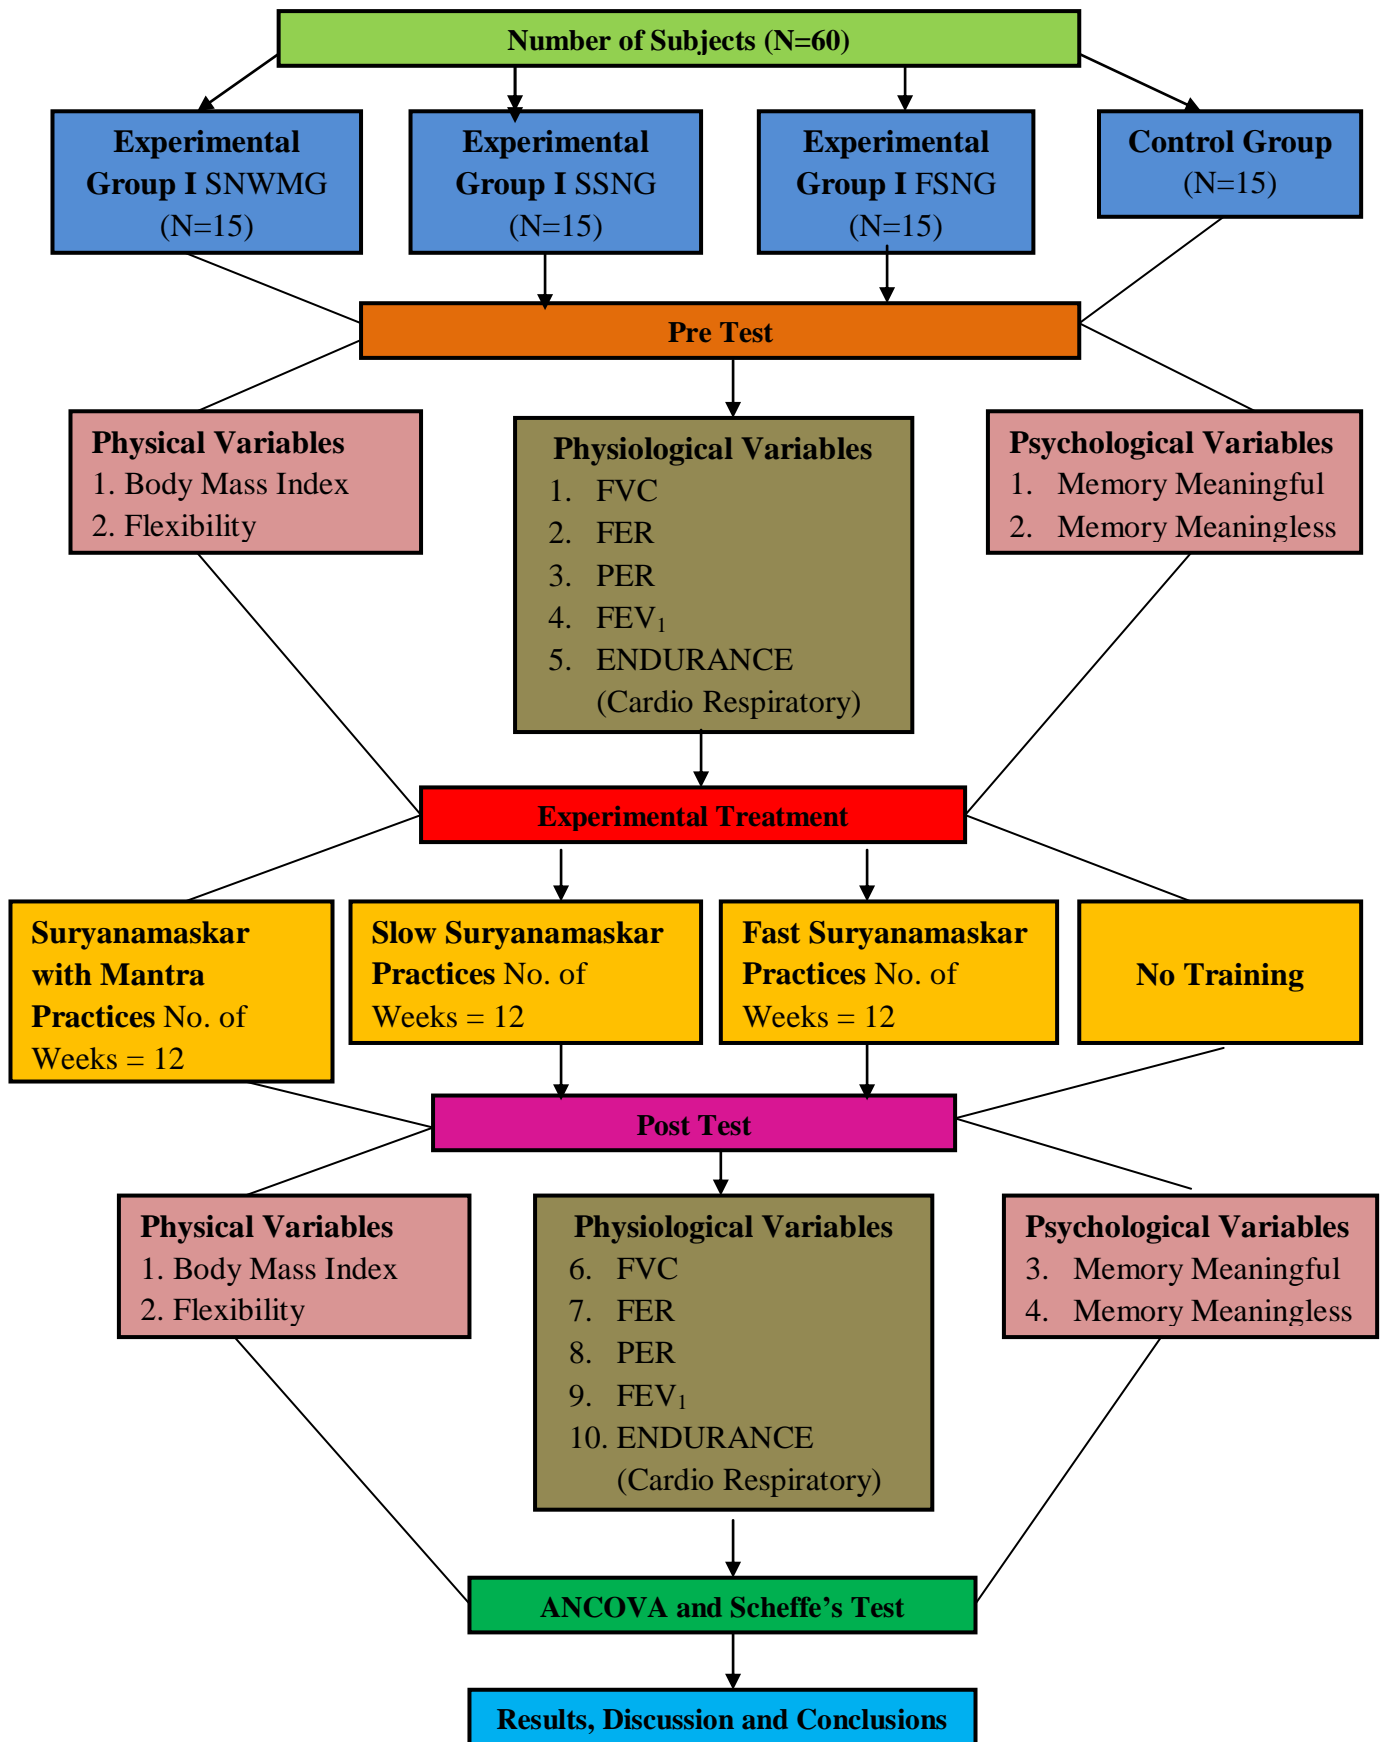 Number of Subjects (N=60)
Experimental
Group I SNWMG
(N=15)
Experimental
Group I SSNG
(N=15)
Experimental
Group I FSNG
(N=15)
Control Group
(N=15)
Pre Test
Physical Variables
1. Body Mass Index
2. Flexibility
Physiological Variables
1. FVC
2. FER
3. PER
4. FEV₁
5. ENDURANCE
(Cardio Respiratory)
Psychological Variables
1. Memory Meaningful
2. Memory Meaningless
Experimental Treatment
Suryanamaskar
with Mantra
Practices No. of
Weeks = 12
Slow Suryanamaskar
Practices No. of
Weeks = 12
Fast Suryanamaskar
Practices No. of
Weeks = 12
No Training
Post Test
Physical Variables
1. Body Mass Index
2. Flexibility
Physiological Variables
6. FVC
7. FER
8. PER
9. FEV₁
10. ENDURANCE
(Cardio Respiratory)
Psychological Variables
3. Memory Meaningful
4. Memory Meaningless
ANCOVA and Scheffe’s Test
Results, Discussion and Conclusions